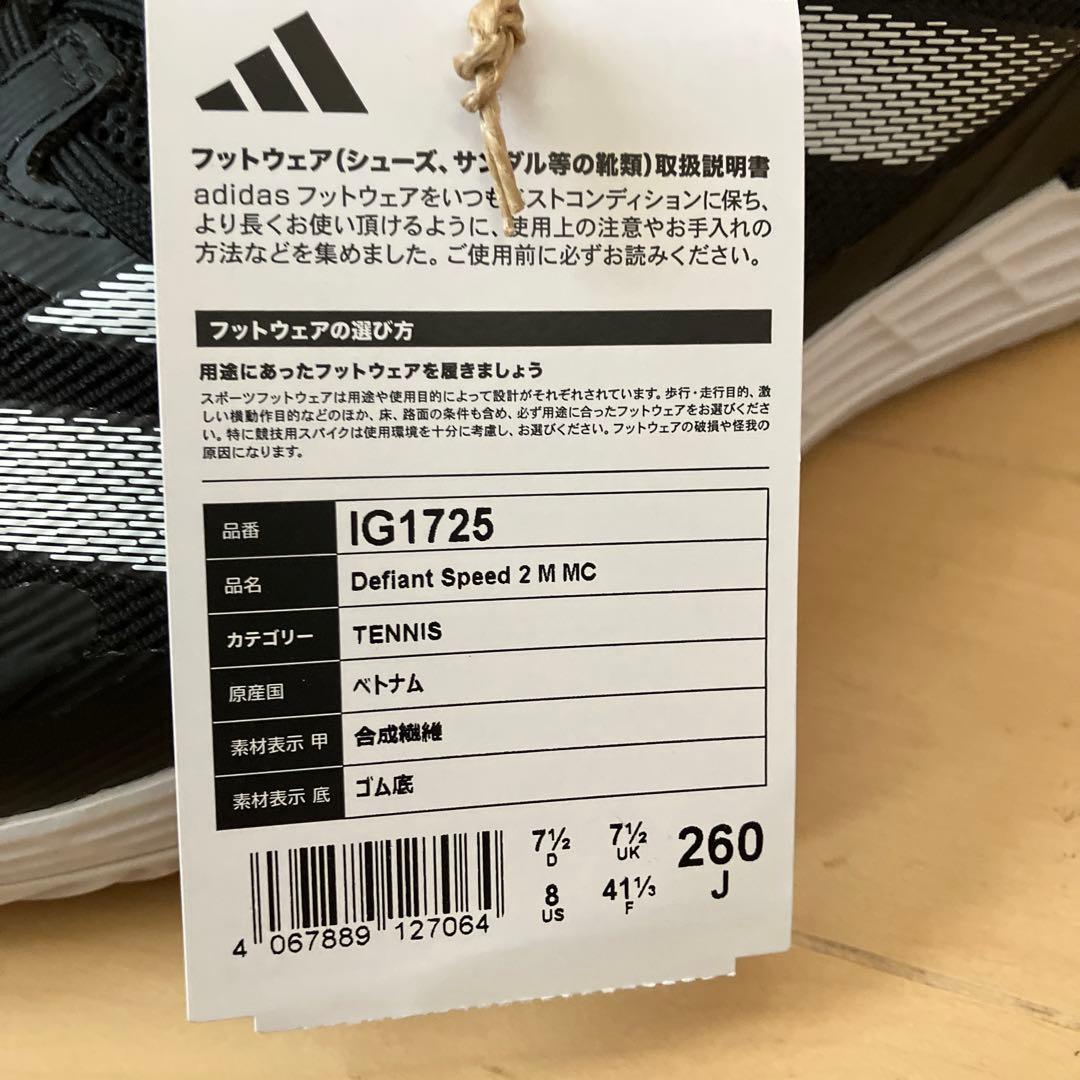 フットウェア(シューズ、サンダル等の靴類)取扱説明書
adidas フットウェアをいつもベストコンディションに保ち、
より長くお使い頂けるように、使用上の注意やお手入れの
方法などを集めました。ご使用前に必ずお読みください。
フットウェアの選び方
用途にあったフットウェアを履きましょう
スポーツフットウェアは用途や使用目的によって設計がそれぞれされています。歩行・走行目的、激
しい横動作目的などのほか、床、路面の条件も含め、必ず用途に合ったフットウェアをお選びくださ
い。特に競技用スパイクは使用環境を十分に考慮し、お選びください。フットウェアの破損や怪我の
原因になります。
品番 IG1725
品名 Defiant Speed 2 M MC
カテゴリー TENNIS
原産国 ベトナム
素材表示 甲 合成繊維
素材表示 底 ゴム底
7½ 7½ 260
D UK J
8 41⅓
US F
4 067889 127064